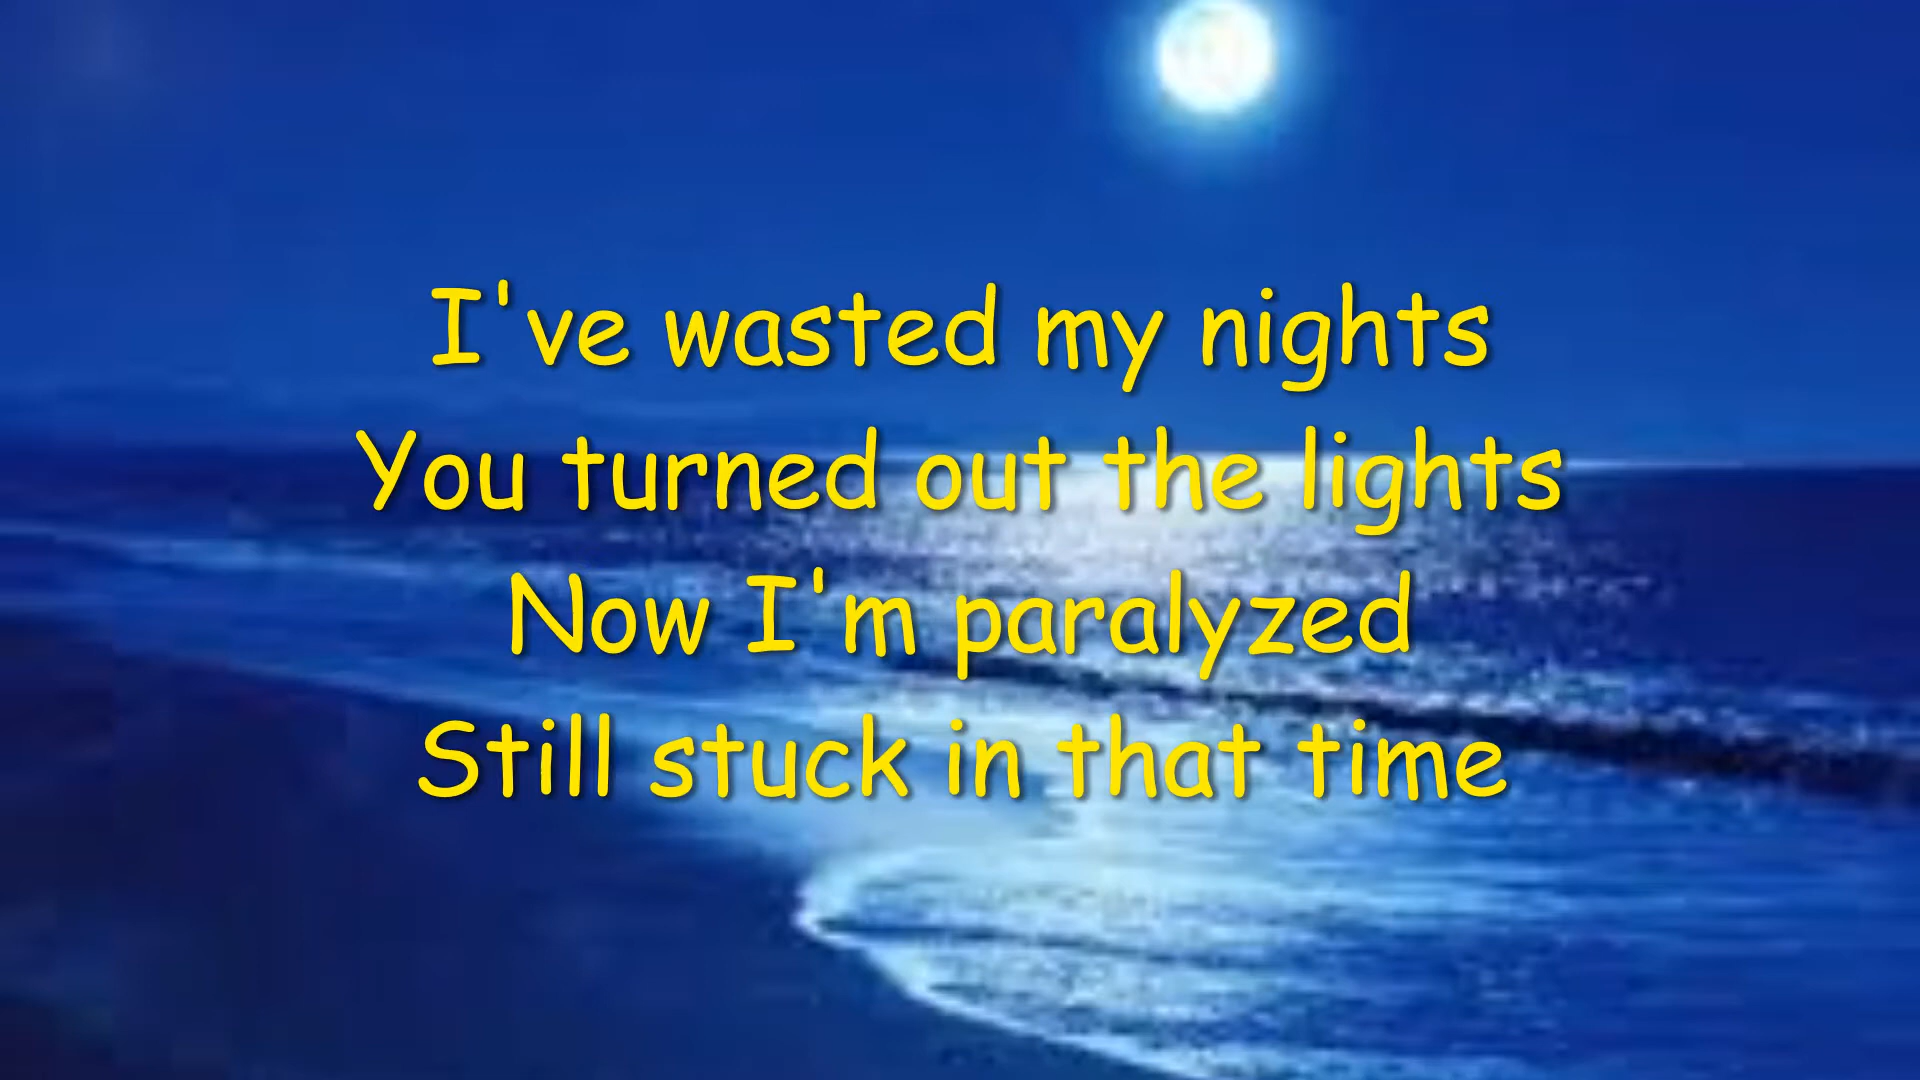 I've wasted my nights
You turned out the lights
Now I'm paralyzed
Still stuck in that time